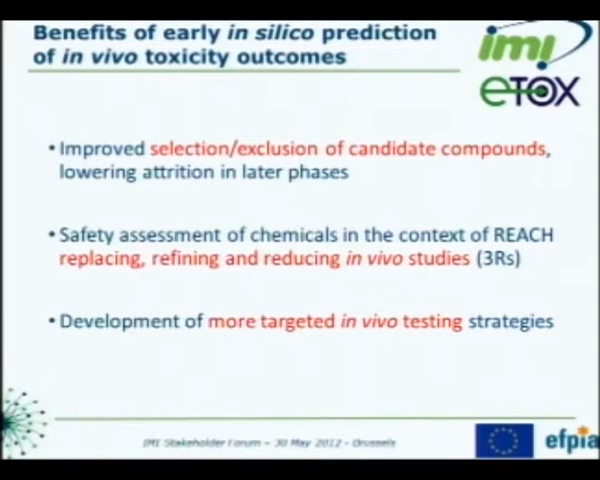 Benefits of early in silico prediction
of in vivo toxicity outcomes
imi
eTOX
• Improved selection/exclusion of candidate compounds,
lowering attrition in later phases
• Safety assessment of chemicals in the context of REACH
replacing, refining and reducing in vivo studies (3Rs)
• Development of more targeted in vivo testing strategies
IMI Stakeholder Forum – 30 May 2012 - Brussels
efpia